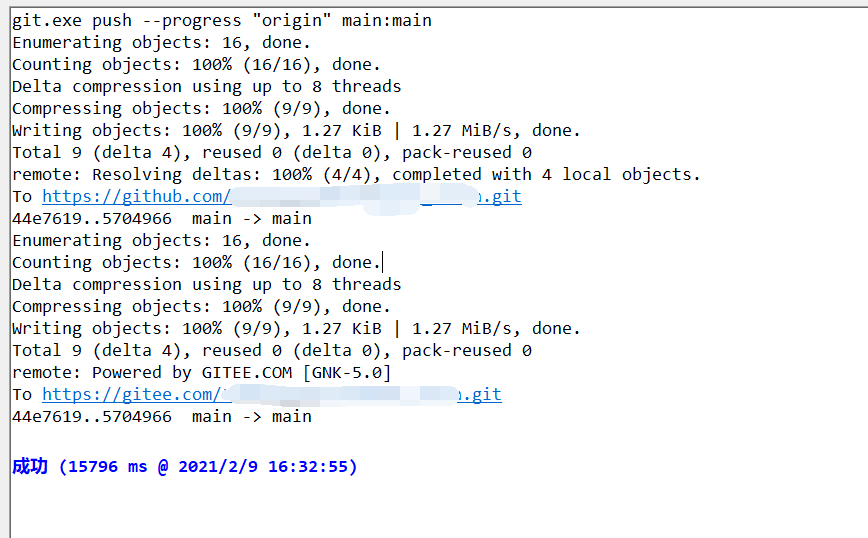 git.exe push --progress "origin" main:main
Enumerating objects: 16, done.
Counting objects: 100% (16/16), done.
Delta compression using up to 8 threads
Compressing objects: 100% (9/9), done.
Writing objects: 100% (9/9), 1.27 KiB | 1.27 MiB/s, done.
Total 9 (delta 4), reused 0 (delta 0), pack-reused 0
remote: Resolving deltas: 100% (4/4), completed with 4 local objects.
To https://github.com/ .git
44e7619..5704966  main -> main
Enumerating objects: 16, done.
Counting objects: 100% (16/16), done.
Delta compression using up to 8 threads
Compressing objects: 100% (9/9), done.
Writing objects: 100% (9/9), 1.27 KiB | 1.27 MiB/s, done.
Total 9 (delta 4), reused 0 (delta 0), pack-reused 0
remote: Powered by GITEE.COM [GNK-5.0]
To https://gitee.com/ .git
44e7619..5704966  main -> main
成功 (15796 ms @ 2021/2/9 16:32:55)